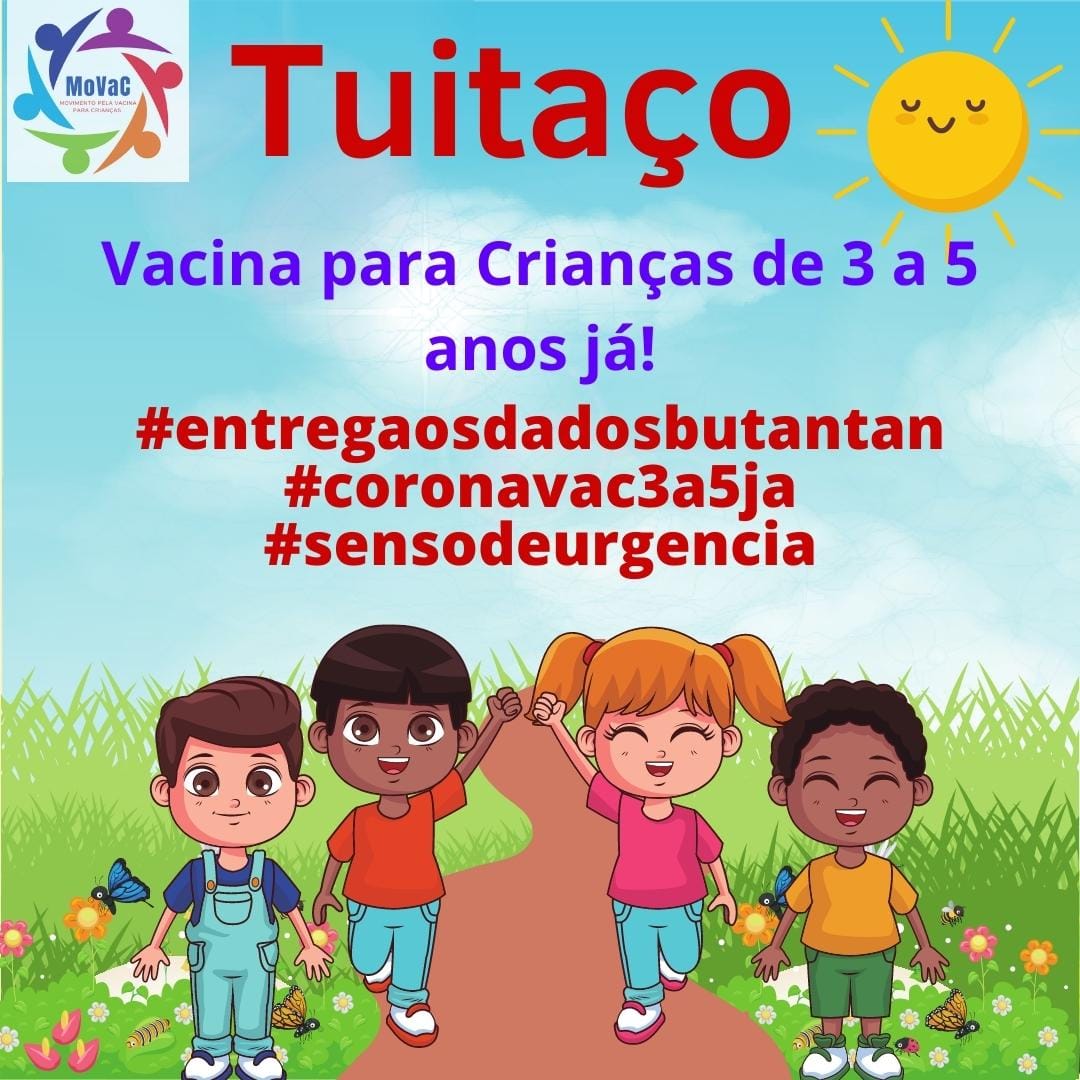 MoVaC
MOVIMENTO PELA VACINA
PARA CRIANÇAS
Tuitaço
Vacina para Crianças de 3 a 5
anos já!
#entregaosdadosbutantan
#coronavac3a5ja
#sensodeurgencia